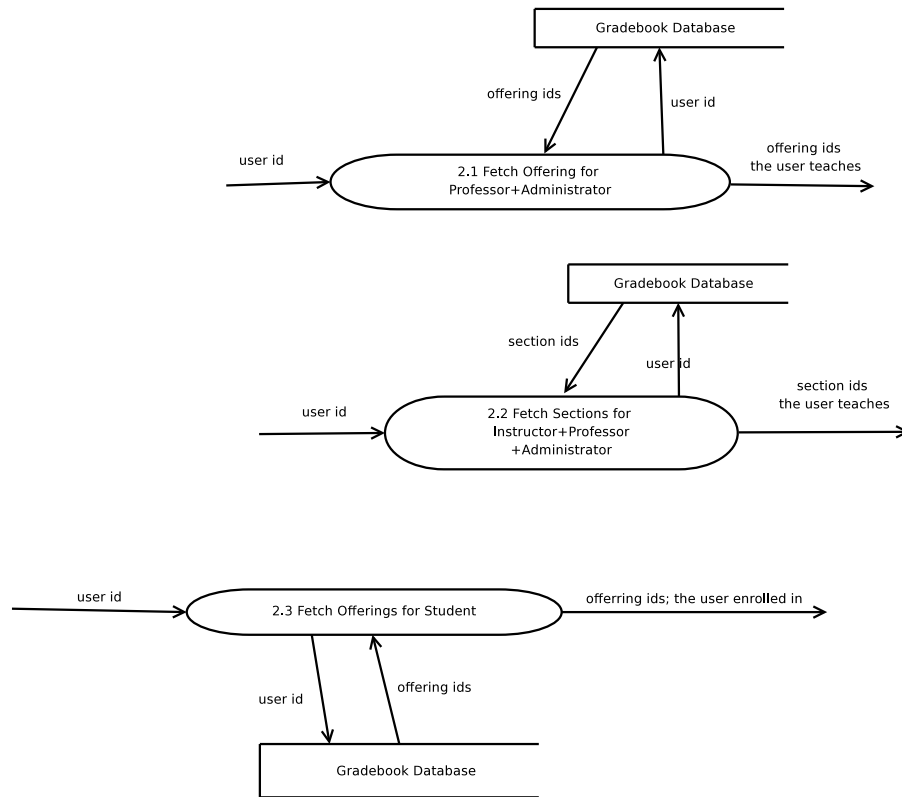 Gradebook Database
offering ids
user id
user id
offering ids
the user teaches
2.1 Fetch Offering for
Professor+Administrator
Gradebook Database
section ids
user id
section ids
the user teaches
user id
2.2 Fetch Sections for
Instructor+Professor
+Administrator
user id
2.3 Fetch Offerings for Student
offerring ids; the user enrolled in
user id
offering ids
Gradebook Database